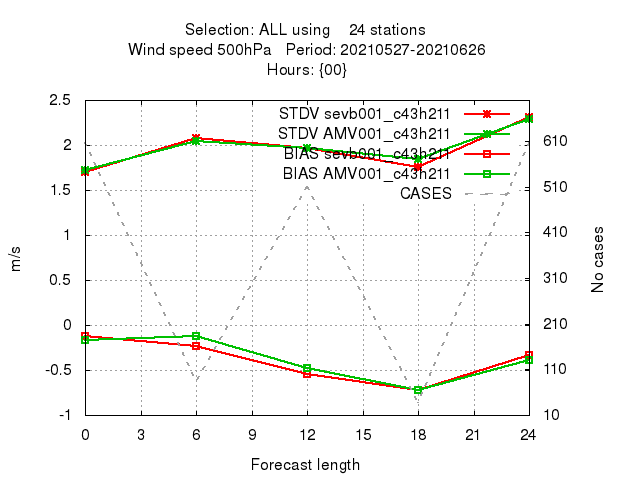 Selection: ALL using 24 stations
Wind speed 500hPa Period: 20210527-20210626
Hours: {00}
STDV sevb001_c43h211
STDV AMV001_c43h211
BIAS sevb001_c43h211
BIAS AMV001_c43h211
CASES
2.5
2
1.5
1
0.5
0
-0.5
-1
m/s
610
510
410
310
210
110
10
No cases
0 3 6 9 12 15 18 21 24
Forecast length